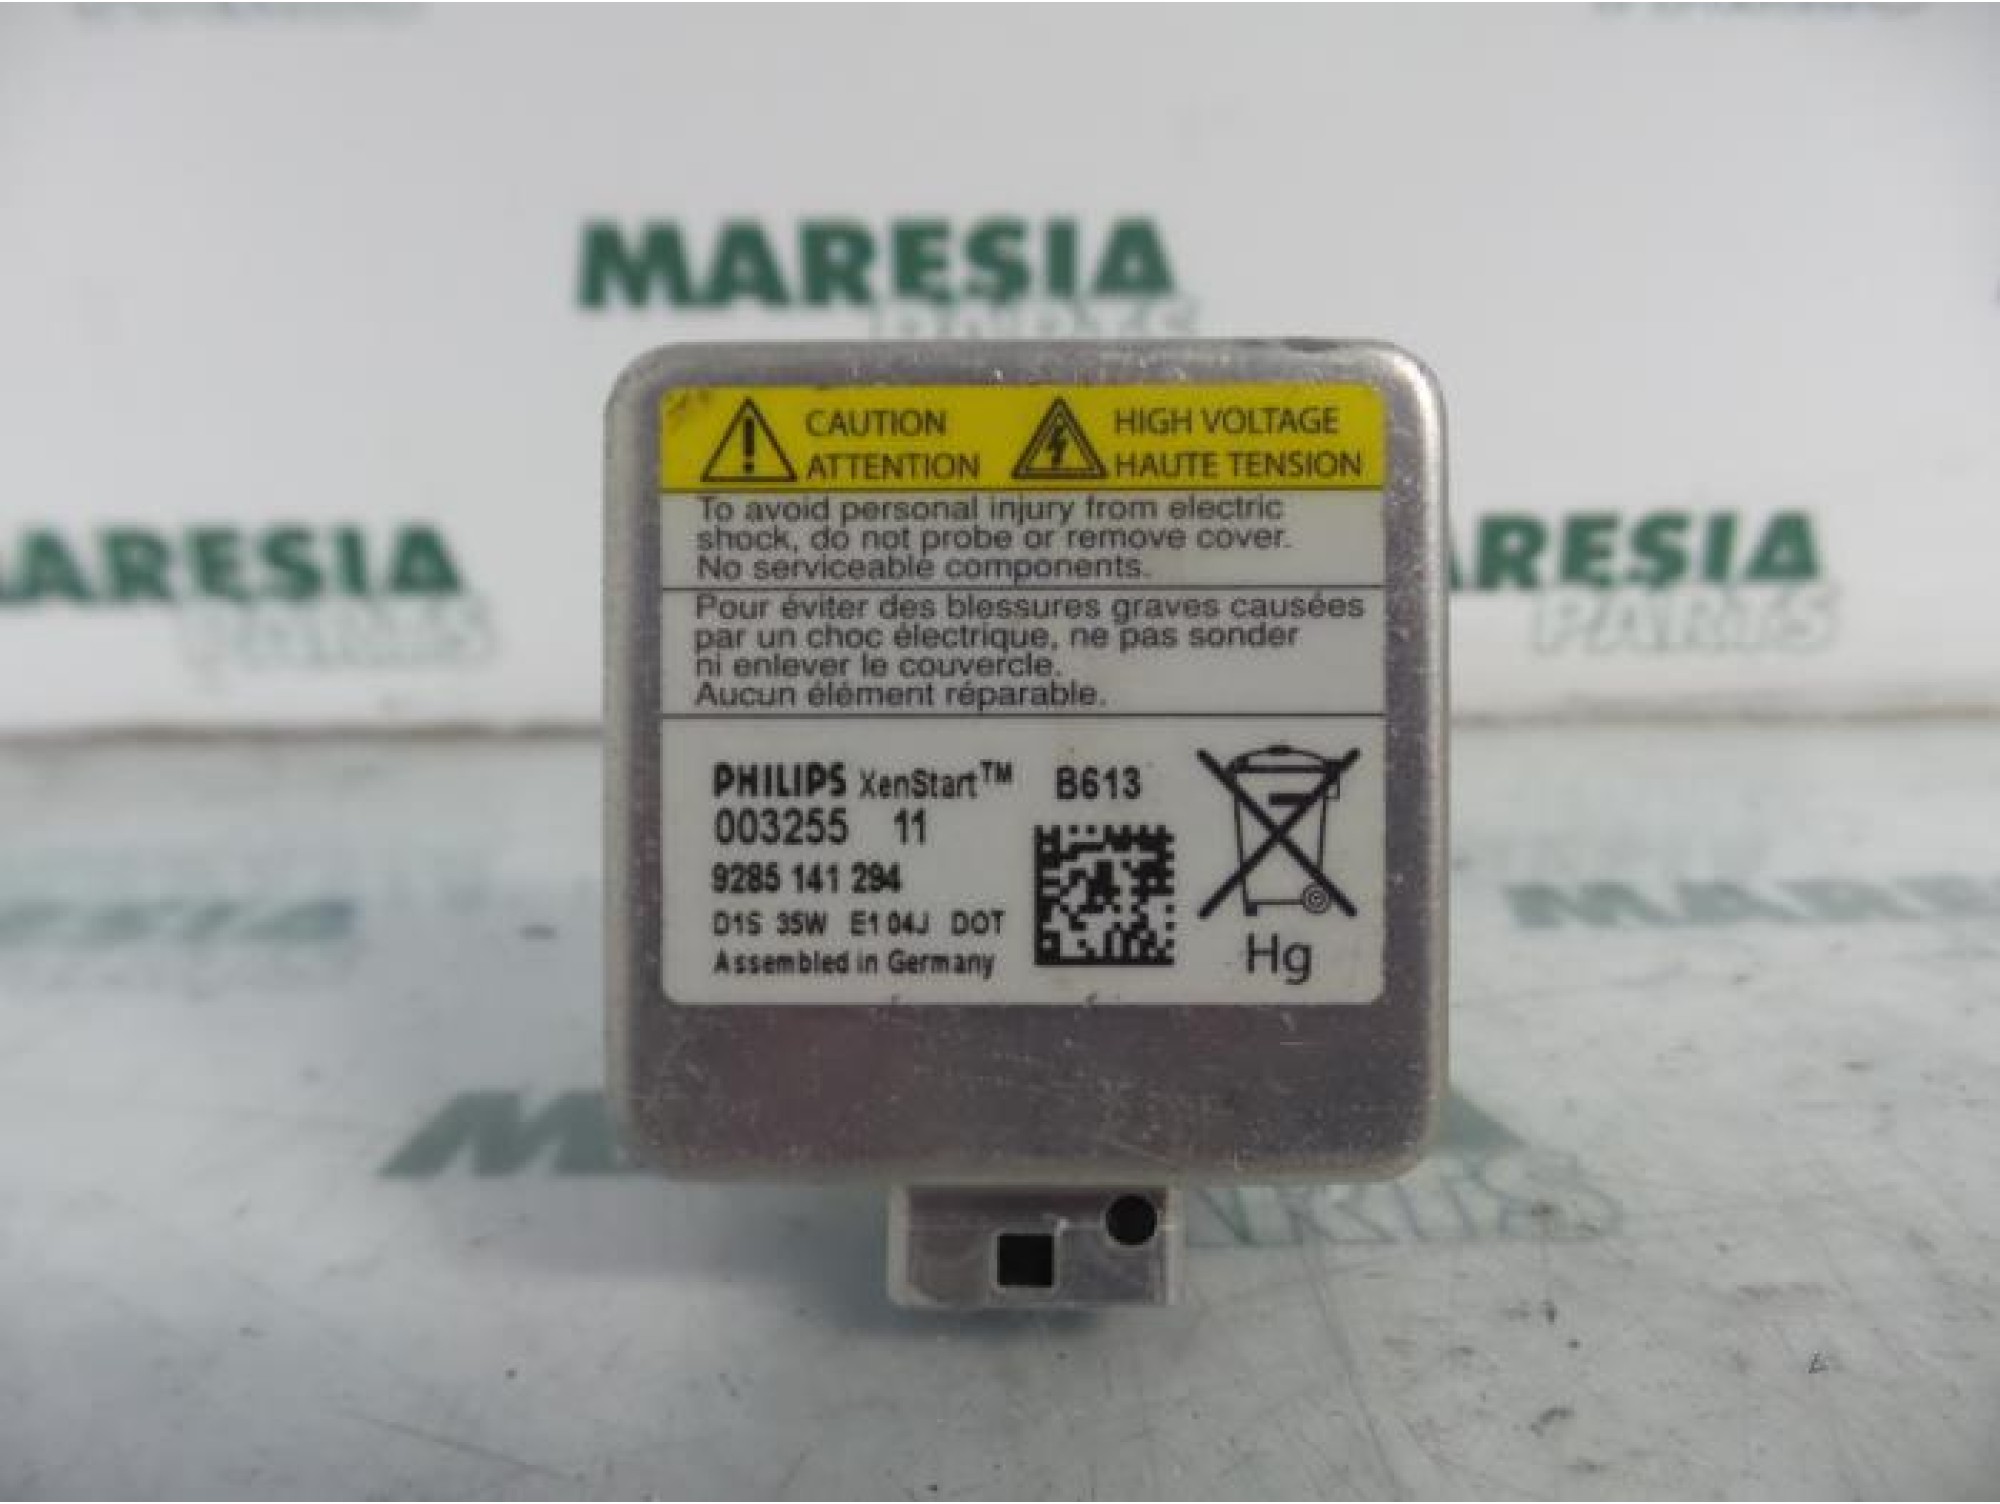 MARESIA
PARTS
CAUTION
ATTENTION
HIGH VOLTAGE
HAUTE TENSION
To avoid personal injury from electric
shock, do not probe or remove cover.
No serviceable components.
Pour éviter des blessures graves causées
par un choc électrique, ne pas sonder
ni enlever le couvercle.
Aucun élément réparable.
PHILIPS XenStart™ B613
003255 11
9285 141 294
D1S 35W E1 04J DOT
Assembled in Germany
Hg
MARESIA
PARTS
ARESIA
PARTS